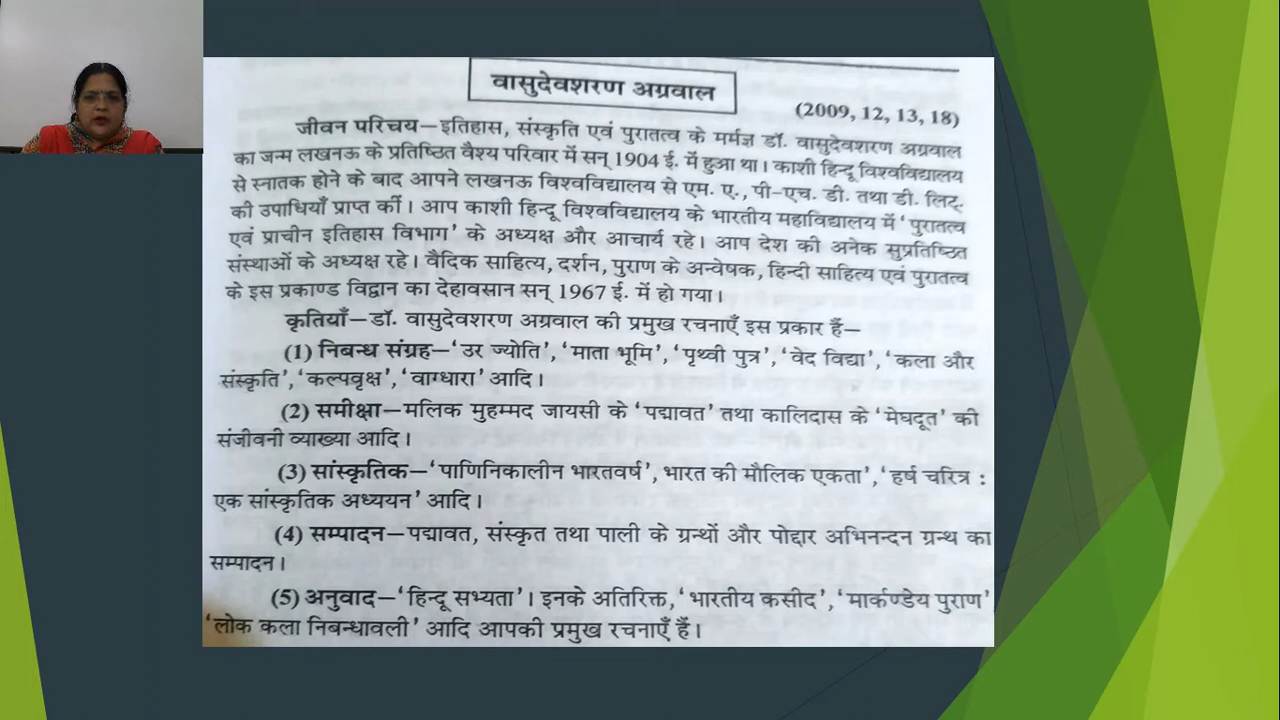 वासुदेवशरण अग्रवाल
(2009, 12, 13, 18)
जीवन परिचय–इतिहास, संस्कृति एवं पुरातत्व के मर्मज्ञ डॉ. वासुदेवशरण अग्रवाल
का जन्म लखनऊ के प्रतिष्ठित वैश्य परिवार में सन् 1904 ई. में हुआ था। काशी हिन्दू विश्वविद्यालय
से स्नातक होने के बाद आपने लखनऊ विश्वविद्यालय से एम. ए., पी-एच. डी. तथा डी. लिट्.
की उपाधियाँ प्राप्त कीं। आप काशी हिन्दू विश्वविद्यालय के भारतीय महाविद्यालय में 'पुरातत्व
एवं प्राचीन इतिहास विभाग' के अध्यक्ष और आचार्य रहे। आप देश की अनेक सुप्रतिष्ठित
संस्थाओं के अध्यक्ष रहे। वैदिक साहित्य, दर्शन, पुराण के अन्वेषक, हिन्दी साहित्य एवं पुरातत्व
के इस प्रकाण्ड विद्वान का देहावसान सन् 1967 ई. में हो गया।
कृतियाँ–डॉ. वासुदेवशरण अग्रवाल की प्रमुख रचनाएँ इस प्रकार हैं–
(1) निबन्ध संग्रह–'उर ज्योति', 'माता भूमि', 'पृथ्वी पुत्र', 'वेद विद्या', 'कला और
संस्कृति', 'कल्पवृक्ष', 'वाग्धारा' आदि।
(2) समीक्षा–मलिक मुहम्मद जायसी के 'पद्मावत' तथा कालिदास के 'मेघदूत' की
संजीवनी व्याख्या आदि।
(3) सांस्कृतिक–'पाणिनिकालीन भारतवर्ष', भारत की मौलिक एकता', 'हर्ष चरित्र :
एक सांस्कृतिक अध्ययन' आदि।
(4) सम्पादन–पद्मावत, संस्कृत तथा पाली के ग्रन्थों और पोद्दार अभिनन्दन ग्रन्थ का
सम्पादन।
(5) अनुवाद–'हिन्दू सभ्यता'। इनके अतिरिक्त, 'भारतीय कसीद', 'मार्कण्डेय पुराण'
'लोक कला निबन्धावली' आदि आपकी प्रमुख रचनाएँ हैं।